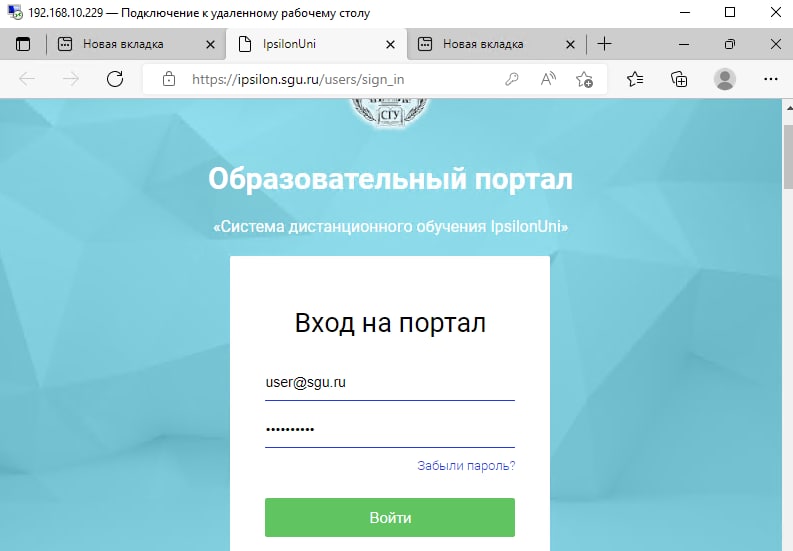 192.168.10.229 — Подключение к удаленному рабочему столу
Новая вкладка
IpsilonUni
Новая вкладка
https://ipsilon.sgu.ru/users/sign_in
СГУ
Образовательный портал
«Система дистанционного обучения IpsilonUni»
Вход на портал
user@sgu.ru
••••••••••
Забыли пароль?
Войти